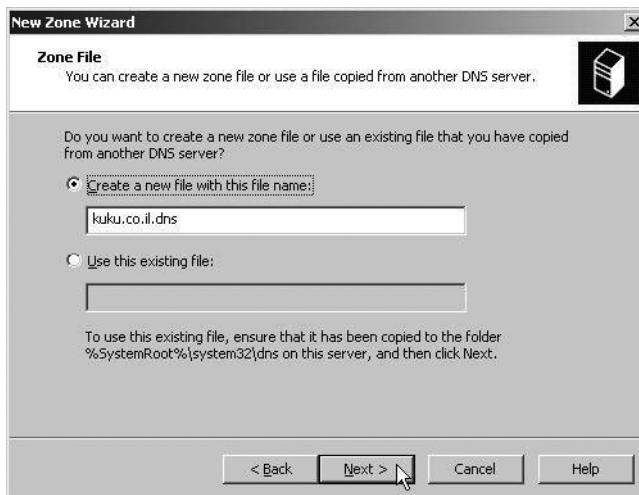 New Zone Wizard
Zone File
You can create a new zone file or use a file copied from another DNS server.
Do you want to create a new zone file or use an existing file that you have copied
from another DNS server?
Create a new file with this file name:
kuku.co.il.dns
Use this existing file:
To use this existing file, ensure that it has been copied to the folder
%SystemRoot%\system32\dns on this server, and then click Next.
< Back Next > Cancel Help